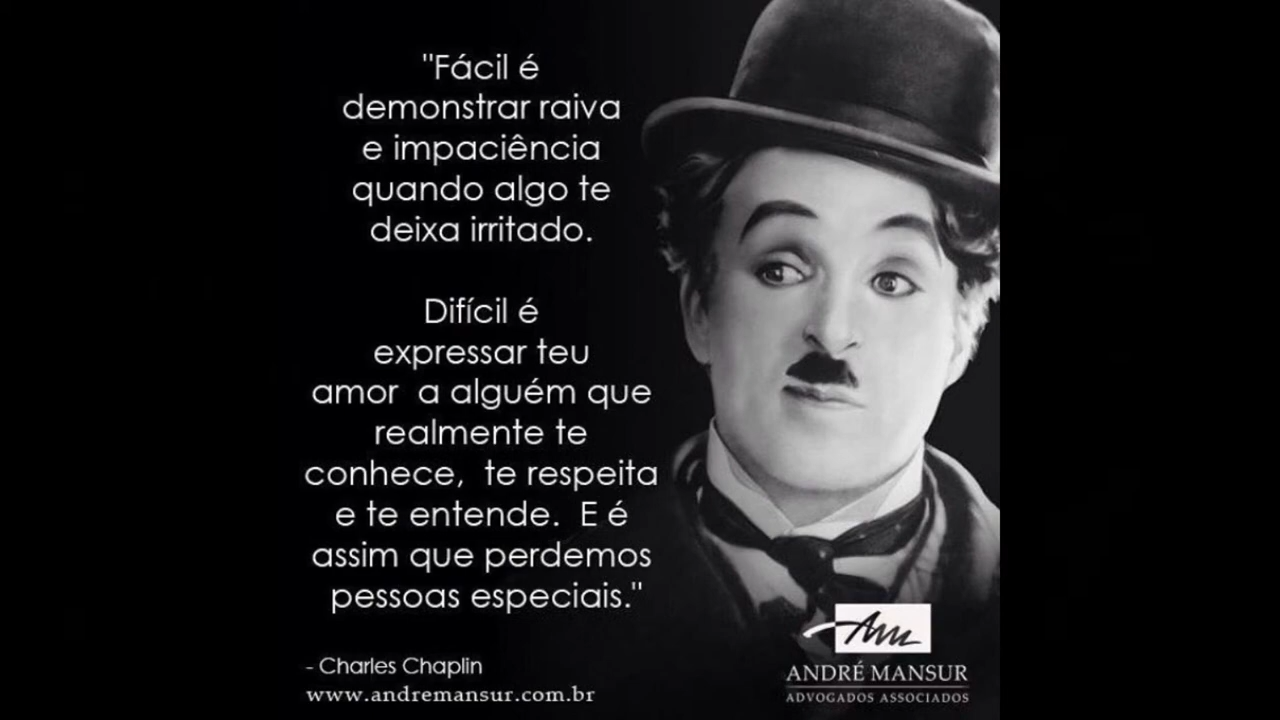 "Fácil é
demonstrar raiva
e impaciência
quando algo te
deixa irritado.
Difícil é
expressar teu
amor a alguém que
realmente te
conhece, te respeita
e te entende. E é
assim que perdemos
pessoas especiais."
- Charles Chaplin
www.andremansur.com.br
Am
ANDRÉ MANSUR
ADVOGADOS ASSOCIADOS